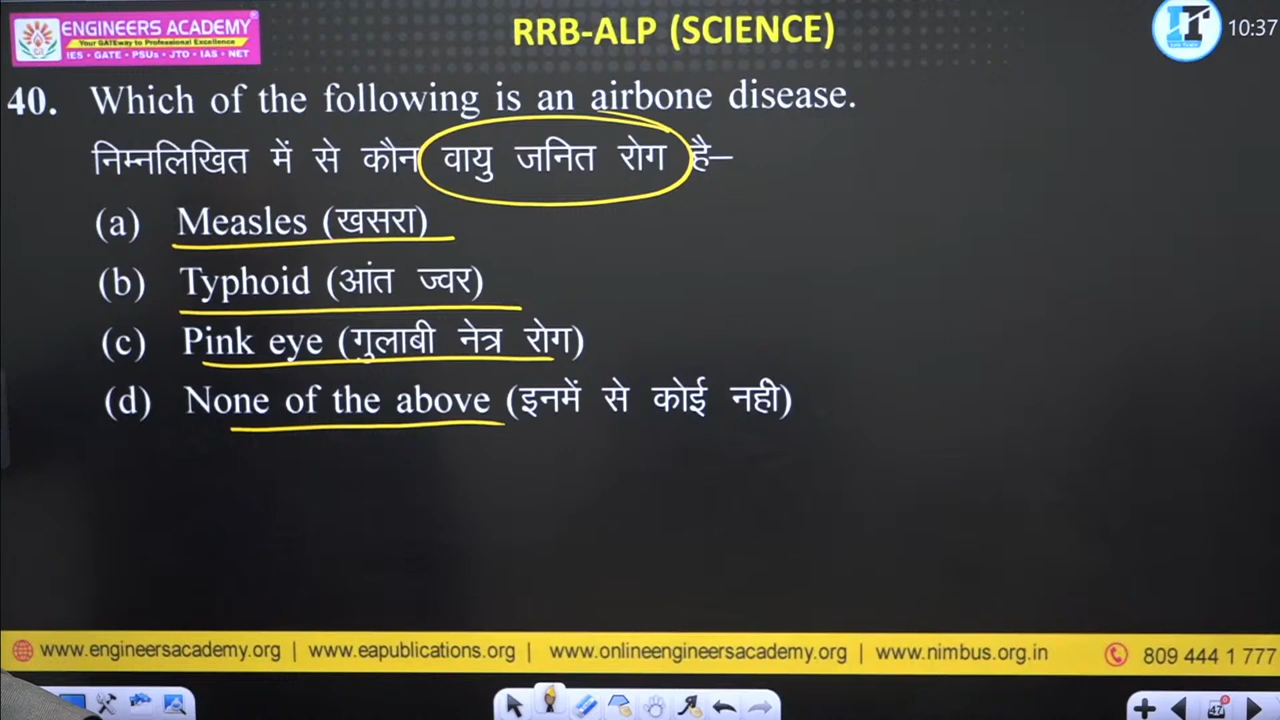 ENGINEERS ACADEMY
Your GATEway to Professional Excellence
IES • GATE • PSUs • JTO • IAS • NET
RRB-ALP (SCIENCE)
10:37
40. Which of the following is an airbone disease.
निम्नलिखित में से कौन वायु जनित रोग है–
(a) Measles (खसरा)
(b) Typhoid (आंत ज्वर)
(c) Pink eye (गुलाबी नेत्र रोग)
(d) None of the above (इनमें से कोई नही)
www.engineersacademy.org | www.eapublications.org | www.onlineengineersacademy.org | www.nimbus.org.in 809 444 1 777
47